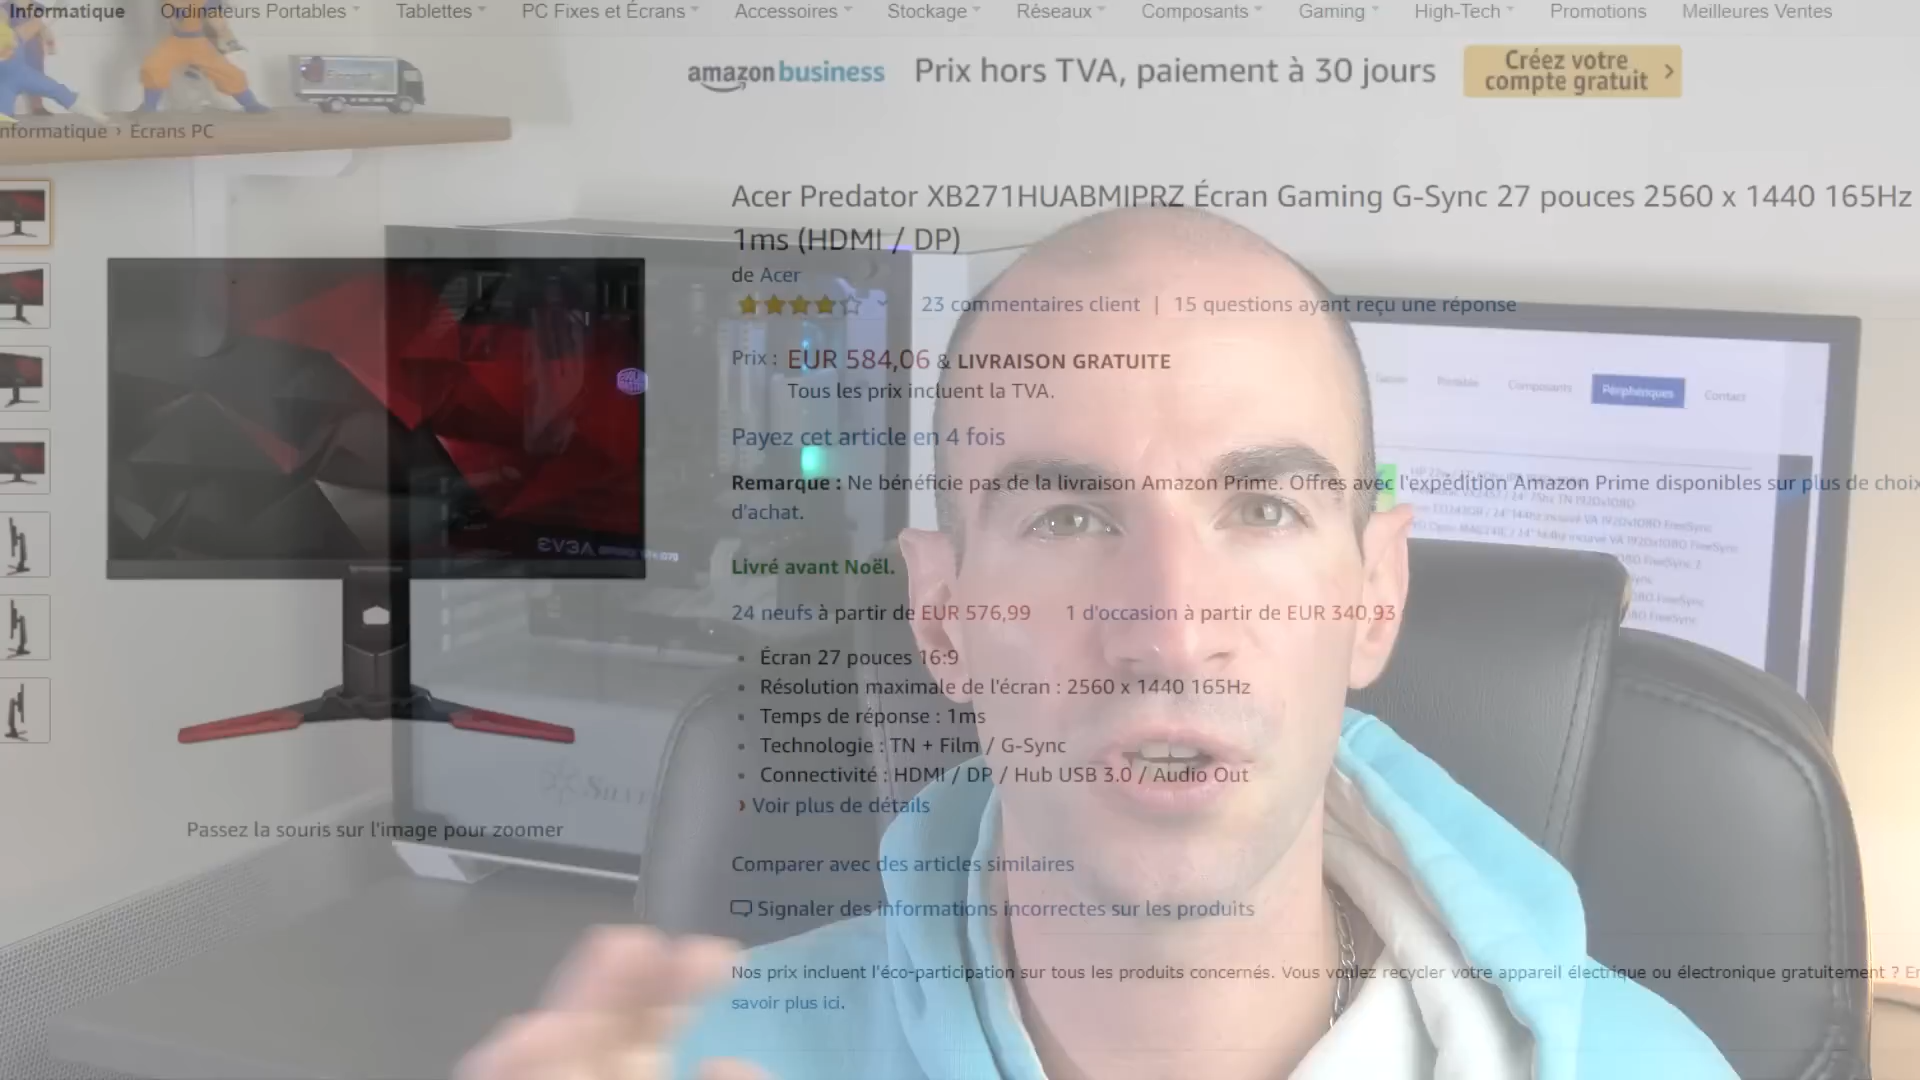 Informatique Ordinateurs Portables Tablettes PC Fixes et Écrans Accessoires Stockage Réseaux Composants Gaming High-Tech Promotions Meilleures Ventes
amazon business Prix hors TVA, paiement à 30 jours Créez votre compte gratuit ›
nformatique › Écrans PC
Acer Predator XB271HUABMIPRZ Écran Gaming G-Sync 27 pouces 2560 x 1440 165Hz
1ms (HDMI / DP)
de Acer
23 commentaires client | 15 questions ayant reçu une réponse
Prix : EUR 584,06 & LIVRAISON GRATUITE
Tous les prix incluent la TVA.
Portable Composants Périphériques Contact
Payez cet article en 4 fois
Remarque : Ne bénéficie pas de la livraison Amazon Prime. Offres avec l'expédition Amazon Prime disponibles sur plus de choix
d'achat.
EVGA
Livré avant Noël.
24 neufs à partir de EUR 576,99 1 d'occasion à partir de EUR 340,93
• Écran 27 pouces 16:9
• Résolution maximale de l'écran : 2560 x 1440 165Hz
• Temps de réponse : 1ms
• Technologie : TN + Film / G-Sync
• Connectivité : HDMI / DP / Hub USB 3.0 / Audio Out
› Voir plus de détails
Passez la souris sur l'image pour zoomer
Comparer avec des articles similaires
Signaler des informations incorrectes sur les produits
Nos prix incluent l'éco-participation sur tous les produits concernés. Vous voulez recycler votre appareil électrique ou électronique gratuitement ? En
savoir plus ici.